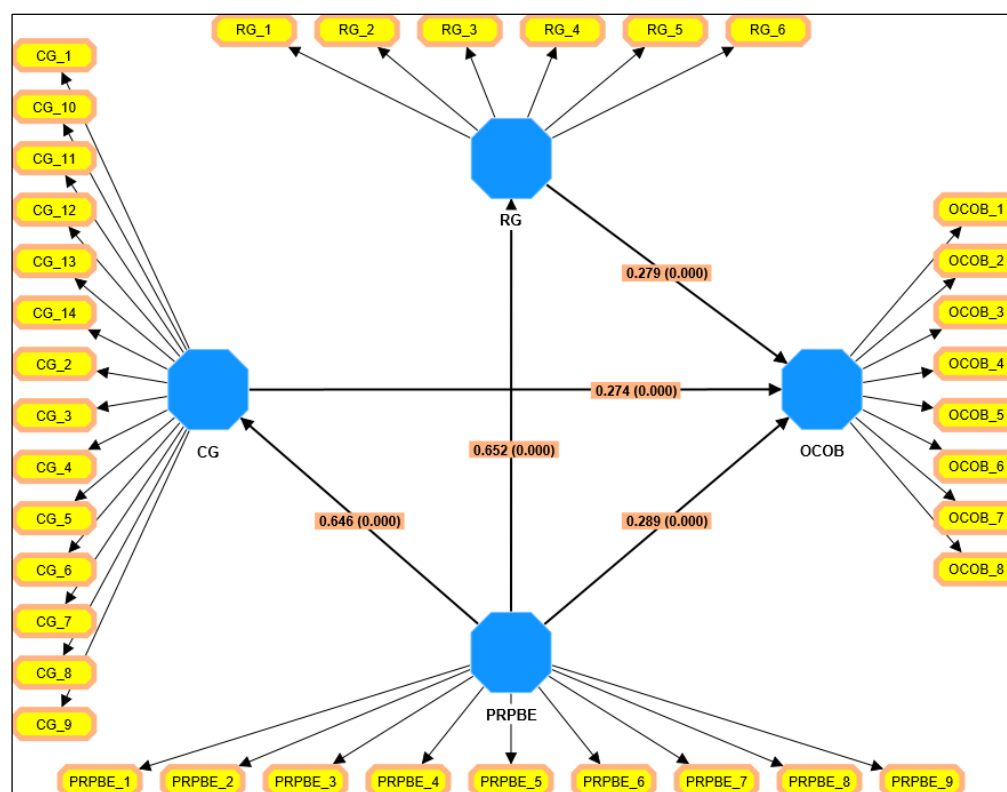 RG_1
RG_2
RG_3
RG_4
RG_5
RG_6
CG_1
CG_10
CG_11
CG_12
CG_13
CG_14
CG_2
CG_3
CG_4
CG_5
CG_6
CG_7
CG_8
CG_9
RG
0.279 (0.000)
CG
0.274 (0.000)
0.652 (0.000)
OCOB
0.646 (0.000)
0.289 (0.000)
PRPBE
OCOB_1
OCOB_2
OCOB_3
OCOB_4
OCOB_5
OCOB_6
OCOB_7
OCOB_8
PRPBE_1
PRPBE_2
PRPBE_3
PRPBE_4
PRPBE_5
PRPBE_6
PRPBE_7
PRPBE_8
PRPBE_9